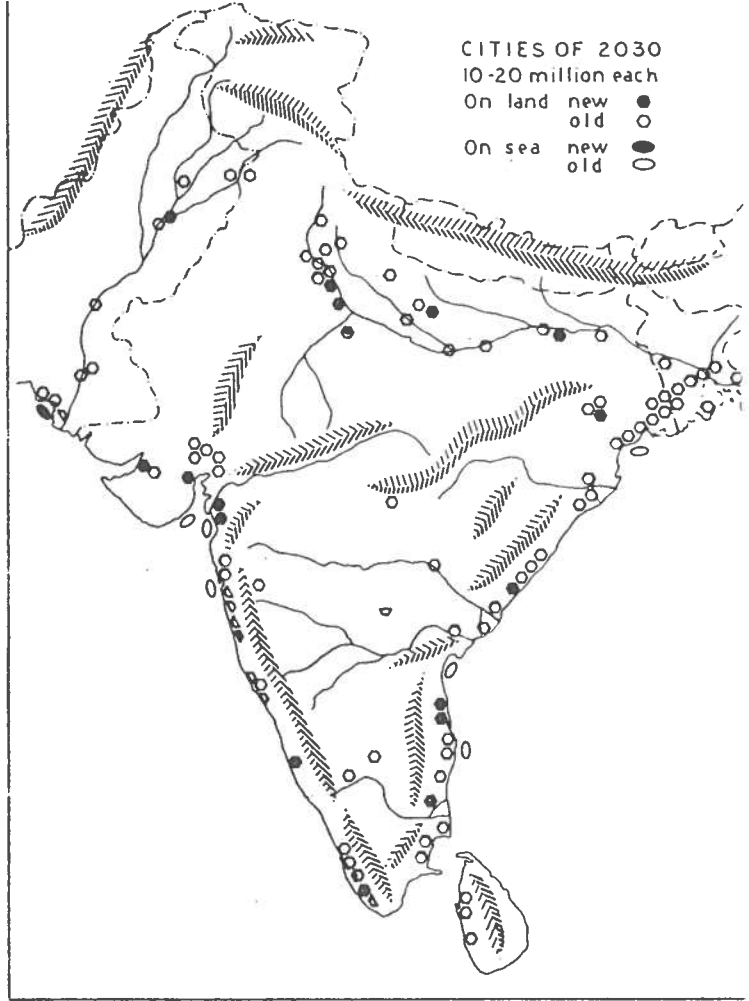 CITIES OF 2030
10-20 million each
On land new
old
On sea new
old